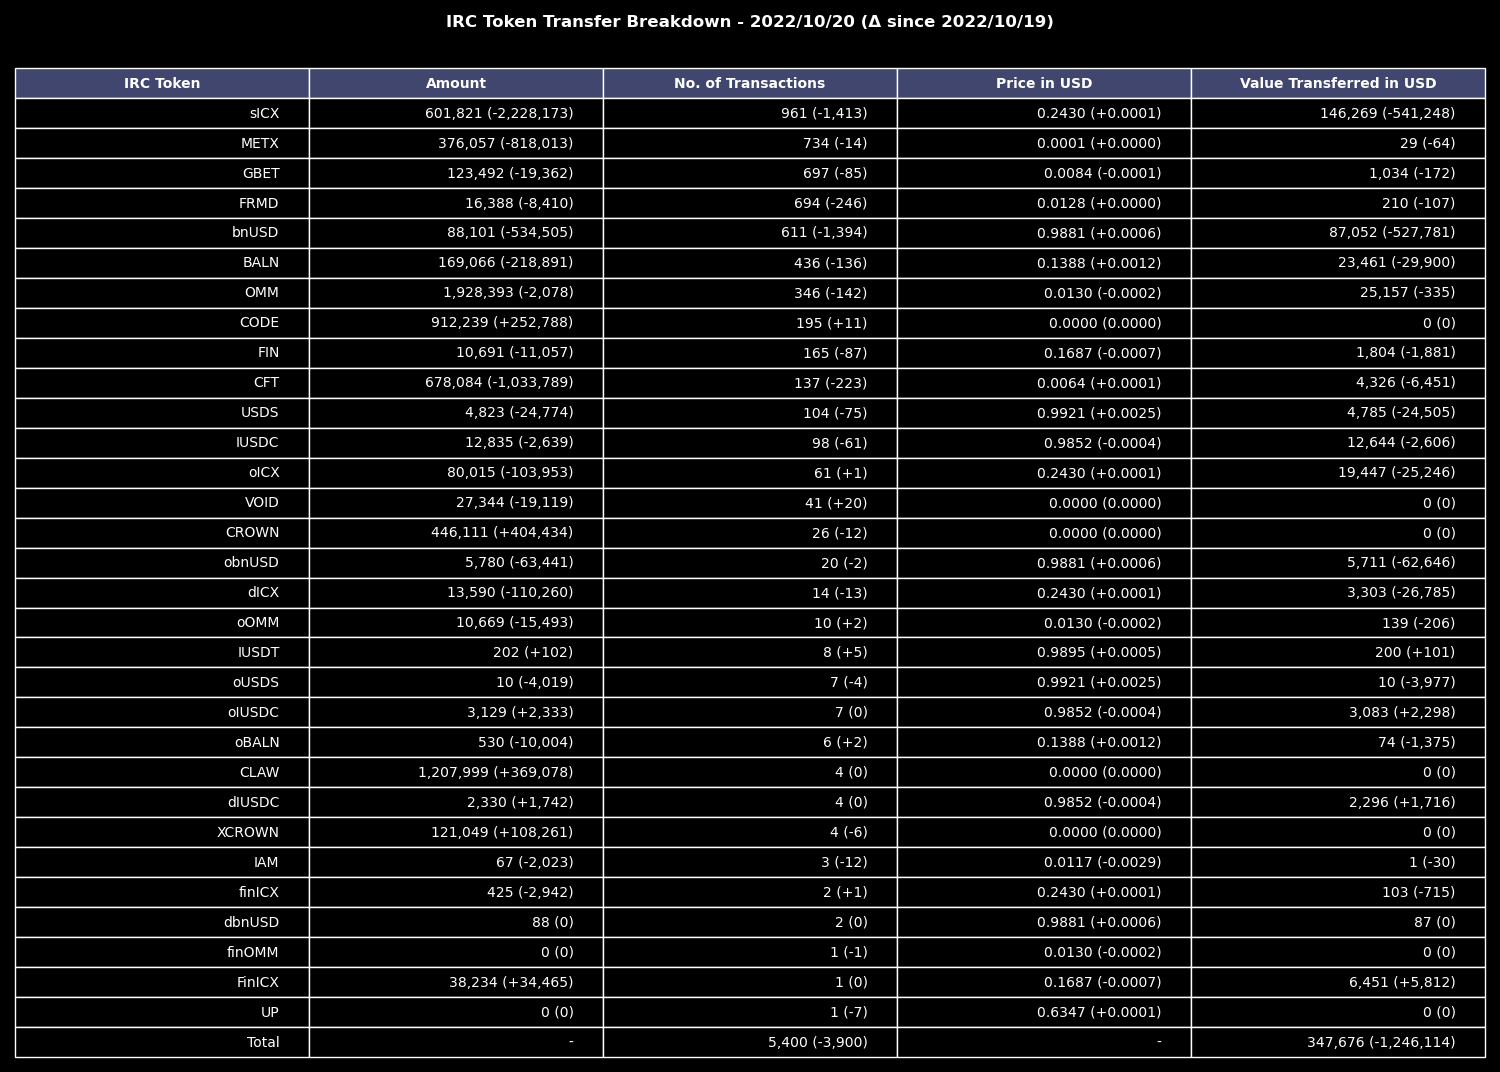 IRC Token Transfer Breakdown - 2022/10/20 (Δ since 2022/10/19)
IRC Token Amount No. of Transactions Price in USD Value Transferred in USD
sICX 601,821 (-2,228,173) 961 (-1,413) 0.2430 (+0.0001) 146,269 (-541,248)
METX 376,057 (-818,013) 734 (-14) 0.0001 (+0.0000) 29 (-64)
GBET 123,492 (-19,362) 697 (-85) 0.0084 (-0.0001) 1,034 (-172)
FRMD 16,388 (-8,410) 694 (-246) 0.0128 (+0.0000) 210 (-107)
bnUSD 88,101 (-534,505) 611 (-1,394) 0.9881 (+0.0006) 87,052 (-527,781)
BALN 169,066 (-218,891) 436 (-136) 0.1388 (+0.0012) 23,461 (-29,900)
OMM 1,928,393 (-2,078) 346 (-142) 0.0130 (-0.0002) 25,157 (-335)
CODE 912,239 (+252,788) 195 (+11) 0.0000 (0.0000) 0 (0)
FIN 10,691 (-11,057) 165 (-87) 0.1687 (-0.0007) 1,804 (-1,881)
CFT 678,084 (-1,033,789) 137 (-223) 0.0064 (+0.0001) 4,326 (-6,451)
USDS 4,823 (-24,774) 104 (-75) 0.9921 (+0.0025) 4,785 (-24,505)
IUSDC 12,835 (-2,639) 98 (-61) 0.9852 (-0.0004) 12,644 (-2,606)
oICX 80,015 (-103,953) 61 (+1) 0.2430 (+0.0001) 19,447 (-25,246)
VOID 27,344 (-19,119) 41 (+20) 0.0000 (0.0000) 0 (0)
CROWN 446,111 (+404,434) 26 (-12) 0.0000 (0.0000) 0 (0)
obnUSD 5,780 (-63,441) 20 (-2) 0.9881 (+0.0006) 5,711 (-62,646)
dICX 13,590 (-110,260) 14 (-13) 0.2430 (+0.0001) 3,303 (-26,785)
oOMM 10,669 (-15,493) 10 (+2) 0.0130 (-0.0002) 139 (-206)
IUSDT 202 (+102) 8 (+5) 0.9895 (+0.0005) 200 (+101)
oUSDS 10 (-4,019) 7 (-4) 0.9921 (+0.0025) 10 (-3,977)
oIUSDC 3,129 (+2,333) 7 (0) 0.9852 (-0.0004) 3,083 (+2,298)
oBALN 530 (-10,004) 6 (+2) 0.1388 (+0.0012) 74 (-1,375)
CLAW 1,207,999 (+369,078) 4 (0) 0.0000 (0.0000) 0 (0)
dIUSDC 2,330 (+1,742) 4 (0) 0.9852 (-0.0004) 2,296 (+1,716)
XCROWN 121,049 (+108,261) 4 (-6) 0.0000 (0.0000) 0 (0)
IAM 67 (-2,023) 3 (-12) 0.0117 (-0.0029) 1 (-30)
finICX 425 (-2,942) 2 (+1) 0.2430 (+0.0001) 103 (-715)
dbnUSD 88 (0) 2 (0) 0.9881 (+0.0006) 87 (0)
finOMM 0 (0) 1 (-1) 0.0130 (-0.0002) 0 (0)
FinICX 38,234 (+34,465) 1 (0) 0.1687 (-0.0007) 6,451 (+5,812)
UP 0 (0) 1 (-7) 0.6347 (+0.0001) 0 (0)
Total - 5,400 (-3,900) - 347,676 (-1,246,114)